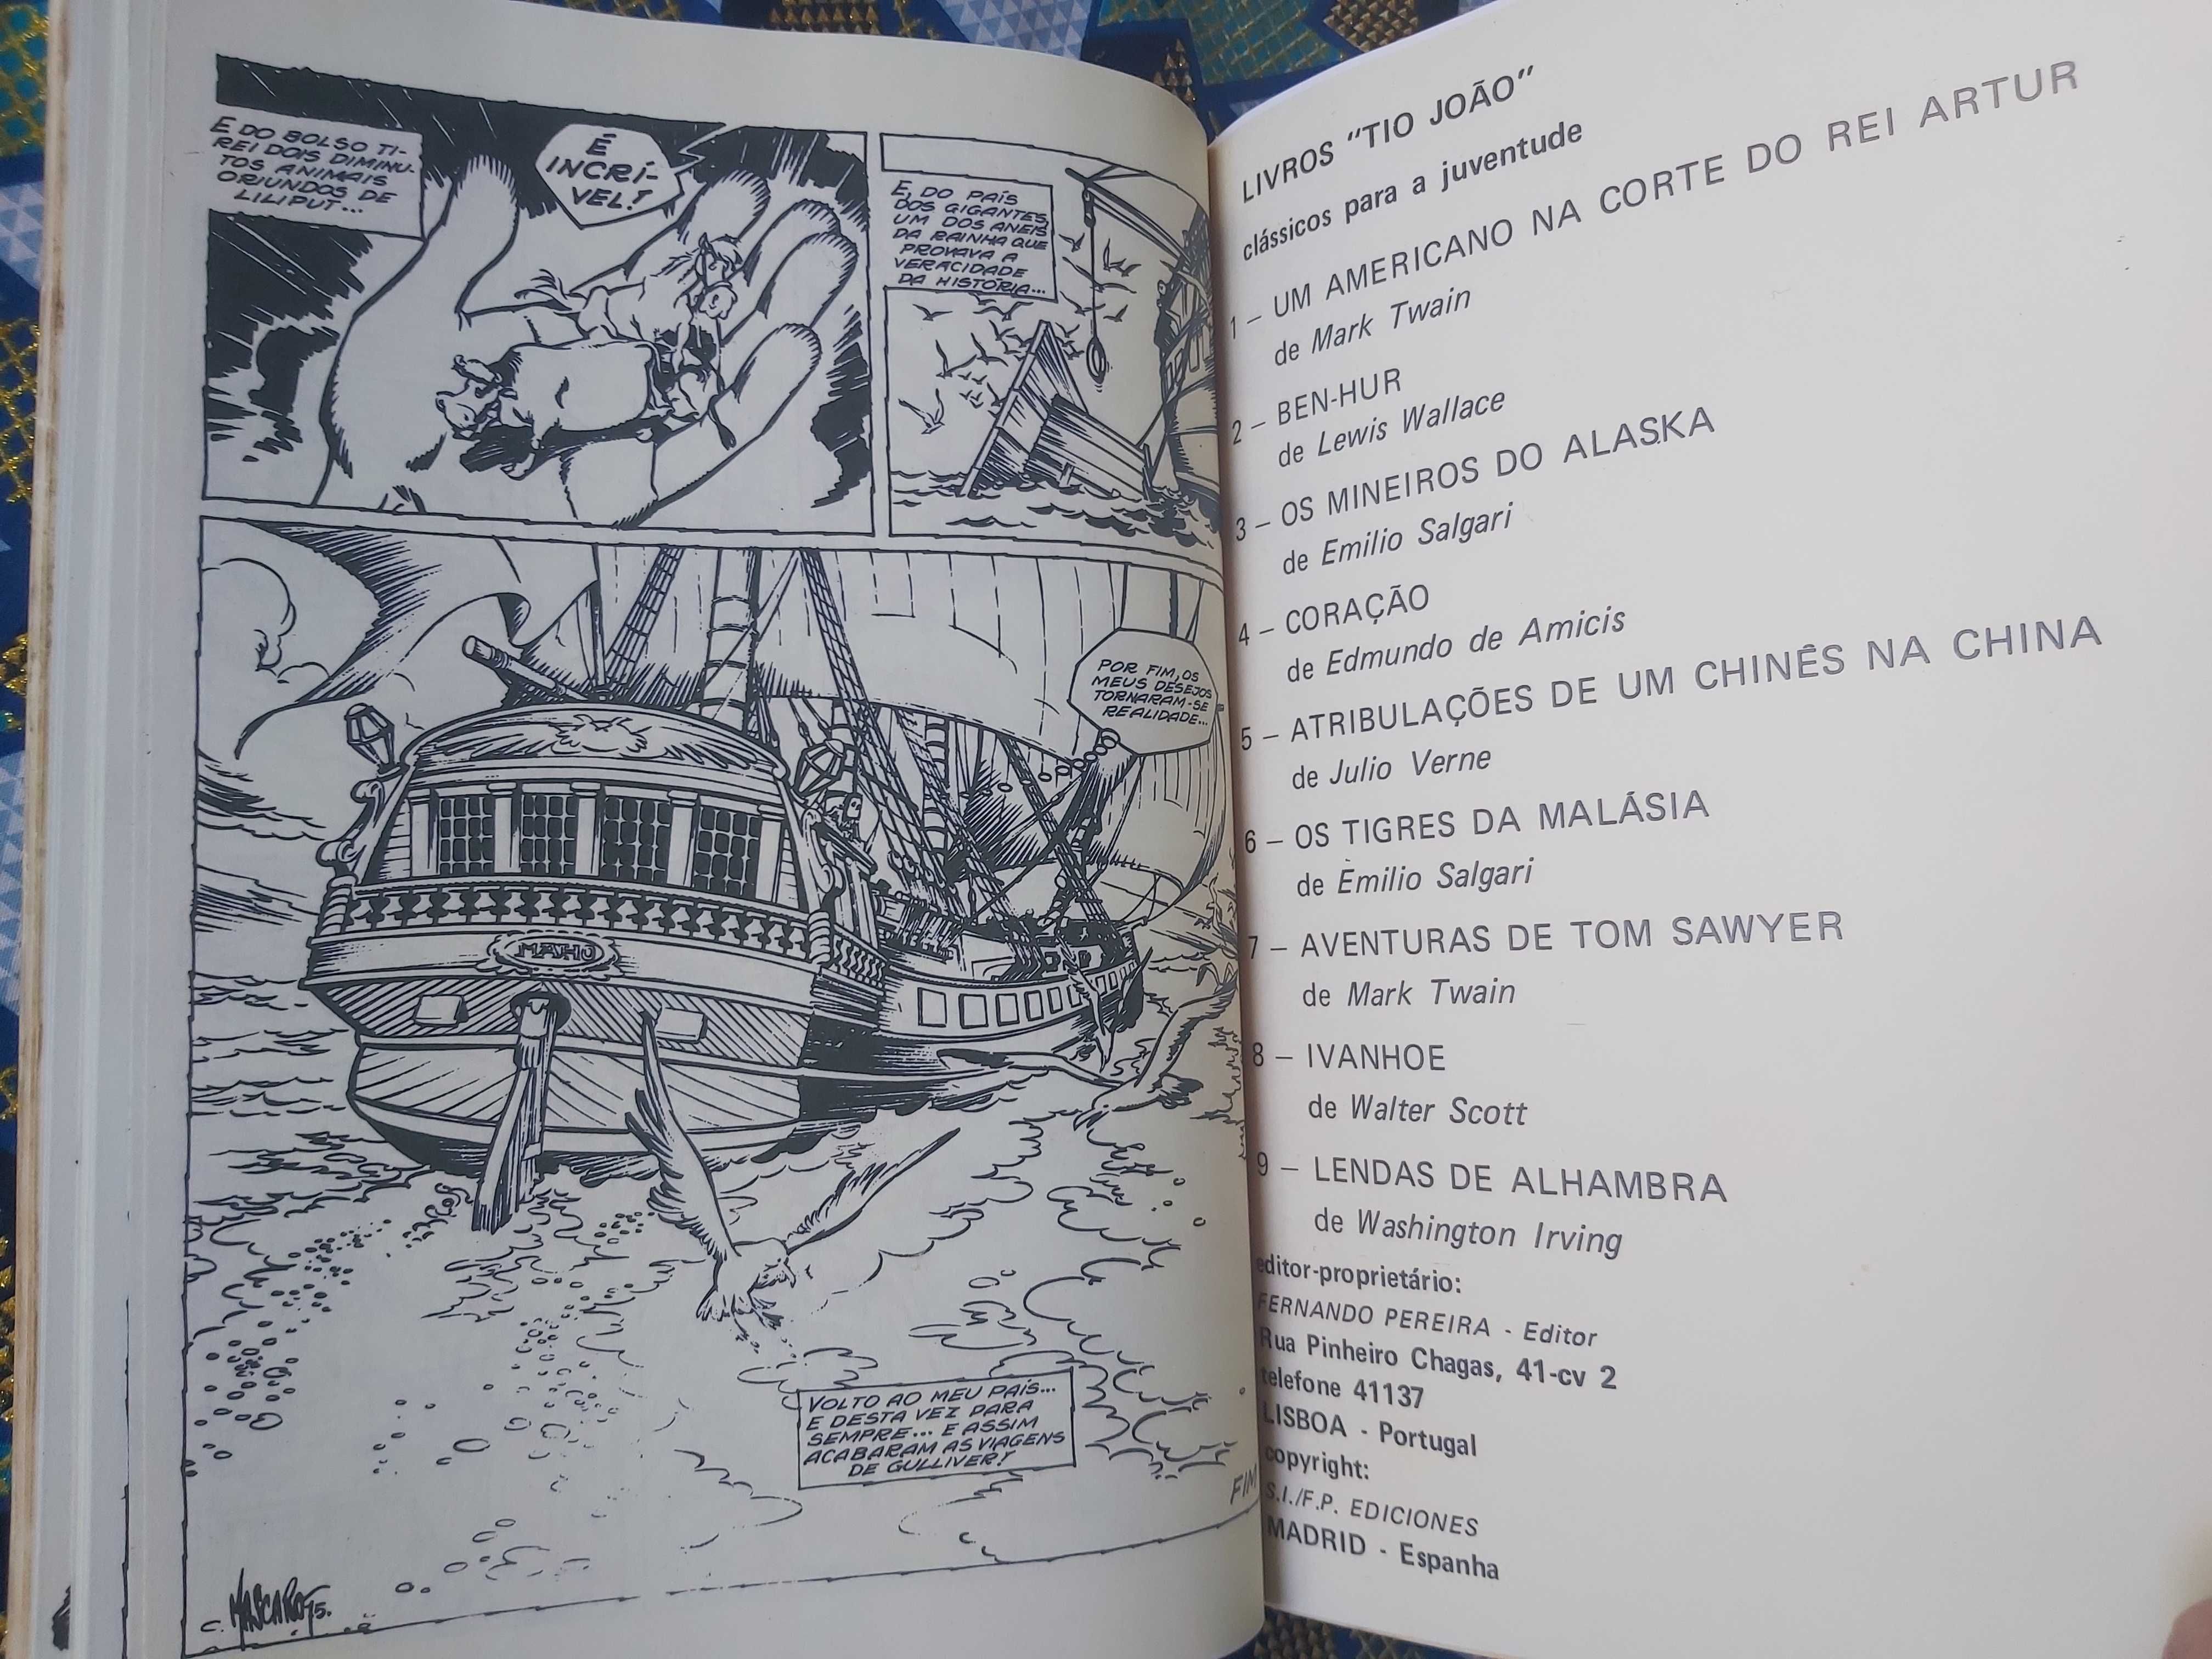 E DO BOLSO TI-
REI DOIS DIMINU-
TOS ANIMAIS
ORIUNDOS DE
LILIPUT...
É
INCRÍ-
VEL!
E, DO PAÍS
DOS GIGANTES,
UM DOS ANEIS
DA RAINHA QUE
PROVAVA A
VERACIDADE
DA HISTÓRIA...
POR FIM, OS
MEUS DESEJOS
TORNARAM-SE
REALIDADE...
VOLTO AO MEU PAÍS...
E DESTA VEZ PARA
SEMPRE... E ASSIM
ACABARAM AS VIAGENS
DE GULLIVER!
FIM
C. MASCARO 75.
LIVROS "TIO JOÃO"
clássicos para a juventude
1 – UM AMERICANO NA CORTE DO REI ARTUR
de Mark Twain
2 – BEN-HUR
de Lewis Wallace
3 – OS MINEIROS DO ALASKA
de Emilio Salgari
4 – CORAÇÃO
de Edmundo de Amicis
5 – ATRIBULAÇÕES DE UM CHINÊS NA CHINA
de Julio Verne
6 – OS TIGRES DA MALÁSIA
de Emilio Salgari
7 – AVENTURAS DE TOM SAWYER
de Mark Twain
8 – IVANHOE
de Walter Scott
9 – LENDAS DE ALHAMBRA
de Washington Irving
editor-proprietário:
FERNANDO PEREIRA - Editor
Rua Pinheiro Chagas, 41-cv 2
telefone 41137
LISBOA - Portugal
copyright:
S.I./F.P. EDICIONES
MADRID - Espanha